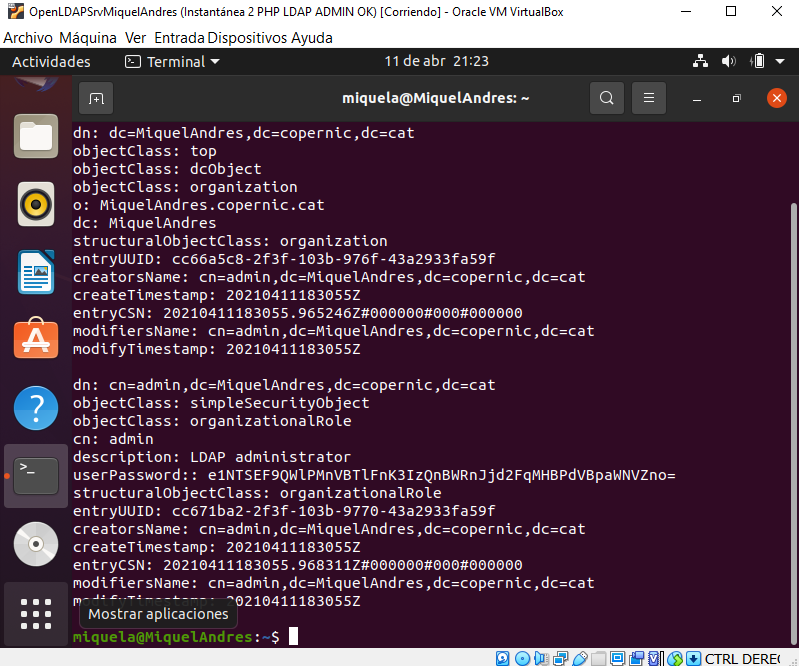 OpenLDAPSrvMiquelAndres (Instantánea 2 PHP LDAP ADMIN OK) [Corriendo] - Oracle VM VirtualBox
Archivo Máquina Ver Entrada Dispositivos Ayuda
Actividades Terminal 11 de abr 21:23
miquela@MiquelAndres: ~
dn: dc=MiquelAndres,dc=copernic,dc=cat
objectClass: top
objectClass: dcObject
objectClass: organization
o: MiquelAndres.copernic.cat
dc: MiquelAndres
structuralObjectClass: organization
entryUUID: cc66a5c8-2f3f-103b-976f-43a2933fa59f
creatorsName: cn=admin,dc=MiquelAndres,dc=copernic,dc=cat
createTimestamp: 20210411183055Z
entryCSN: 20210411183055.965246Z#000000#000#000000
modifiersName: cn=admin,dc=MiquelAndres,dc=copernic,dc=cat
modifyTimestamp: 20210411183055Z
dn: cn=admin,dc=MiquelAndres,dc=copernic,dc=cat
objectClass: simpleSecurityObject
objectClass: organizationalRole
cn: admin
description: LDAP administrator
userPassword:: e1NTSEF9QWlPMnVBTlFnK3IzQnBWRnJjd2FqMHBPdVBpaWNVZno=
structuralObjectClass: organizationalRole
entryUUID: cc671ba2-2f3f-103b-9770-43a2933fa59f
creatorsName: cn=admin,dc=MiquelAndres,dc=copernic,dc=cat
createTimestamp: 20210411183055Z
entryCSN: 20210411183055.968311Z#000000#000#000000
modifiersName: cn=admin,dc=MiquelAndres,dc=copernic,dc=cat
modifyTimestamp: 20210411183055Z
Mostrar aplicaciones
miquela@MiquelAndres:~$
CTRL DEREC